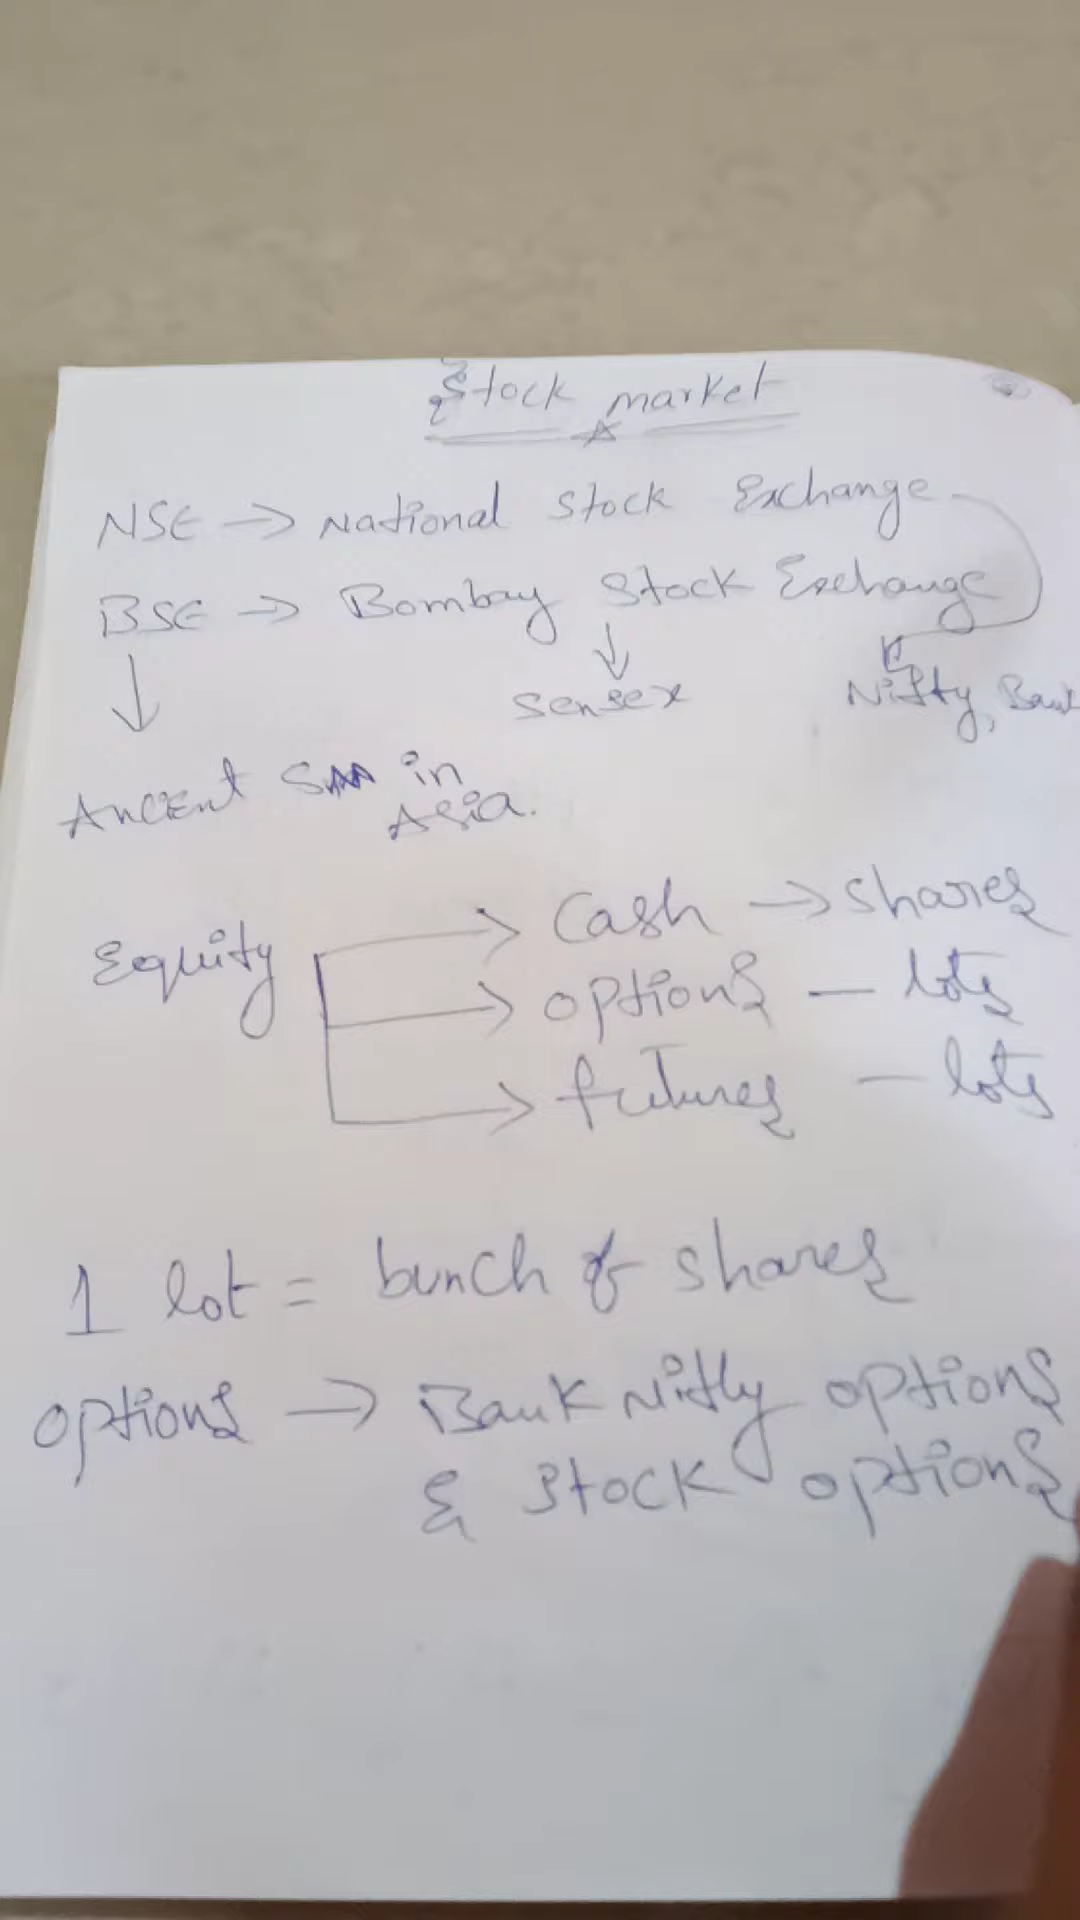 Stock market
NSE → National Stock Exchange
BSE → Bombay Stock Exchange
↓ ↓
Sensex Nifty, Bank
Ancient SM in
Asia.
Equity → Cash → shares
→ options — lots
→ futures — lots
1 lot = bunch of shares
options → Bank Nifty options
& Stock options